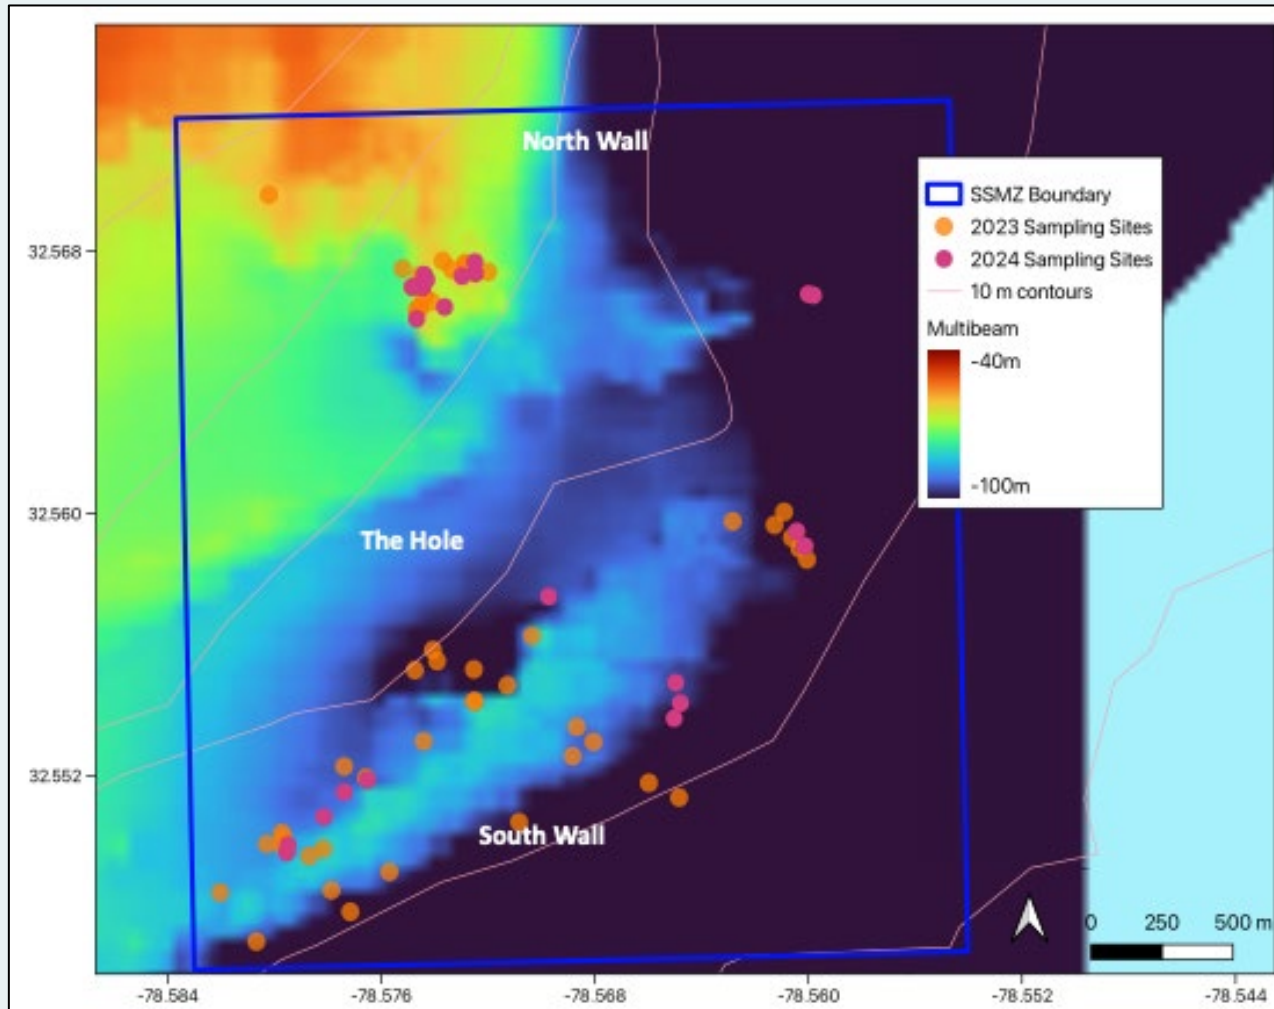 North Wall
SSMZ Boundary
2023 Sampling Sites
2024 Sampling Sites
10 m contours
Multibeam
-40m
-100m
32.568
32.560
The Hole
32.552
South Wall
0 250 500 m
-78.584 -78.576 -78.568 -78.560 -78.552 -78.544